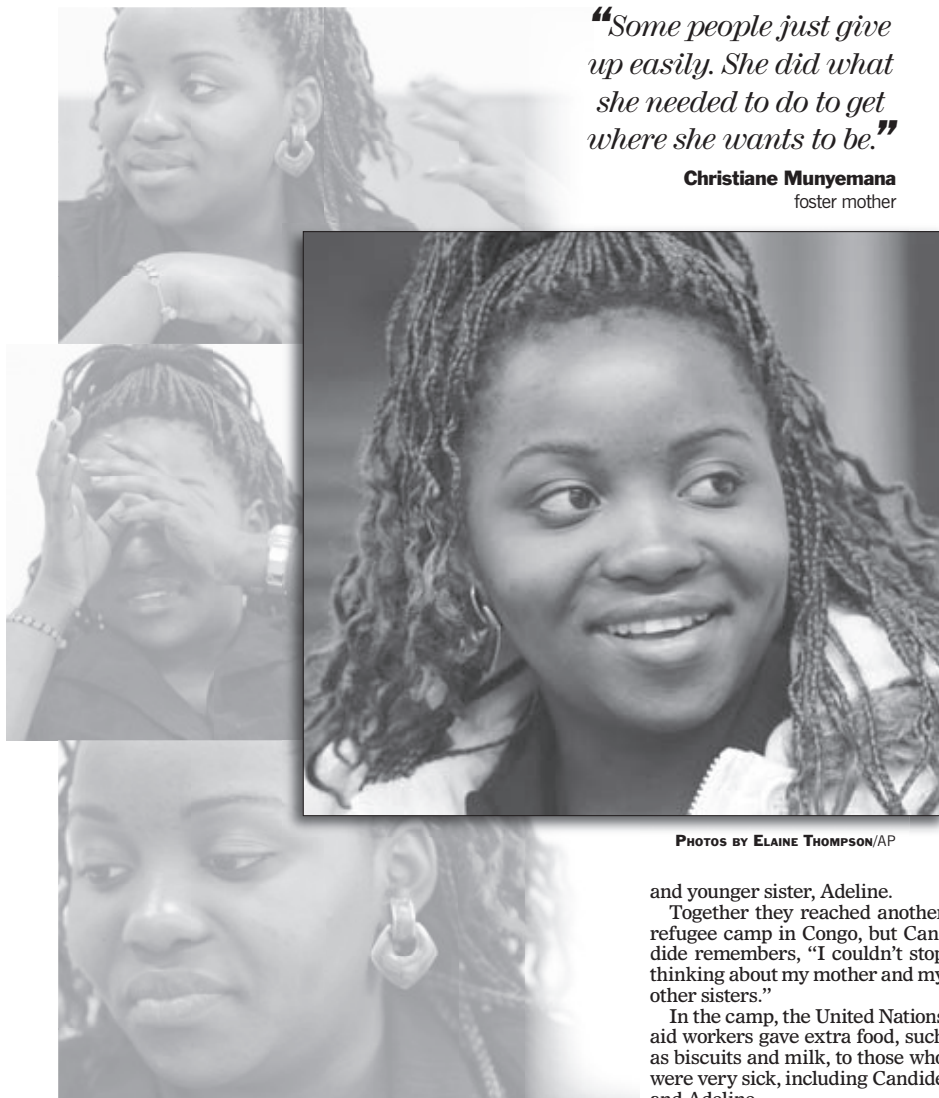 “Some people just give
up easily. She did what
she needed to do to get
where she wants to be.”
Christiane Munyemana
foster mother
PHOTOS BY ELAINE THOMPSON/AP
and younger sister, Adeline.
Together they reached another
refugee camp in Congo, but Can-
dide remembers, “I couldn’t stop
thinking about my mother and my
other sisters.”
In the camp, the United Nations
aid workers gave extra food, such
as biscuits and milk, to those who
were very sick, including Candide
and Adeline.